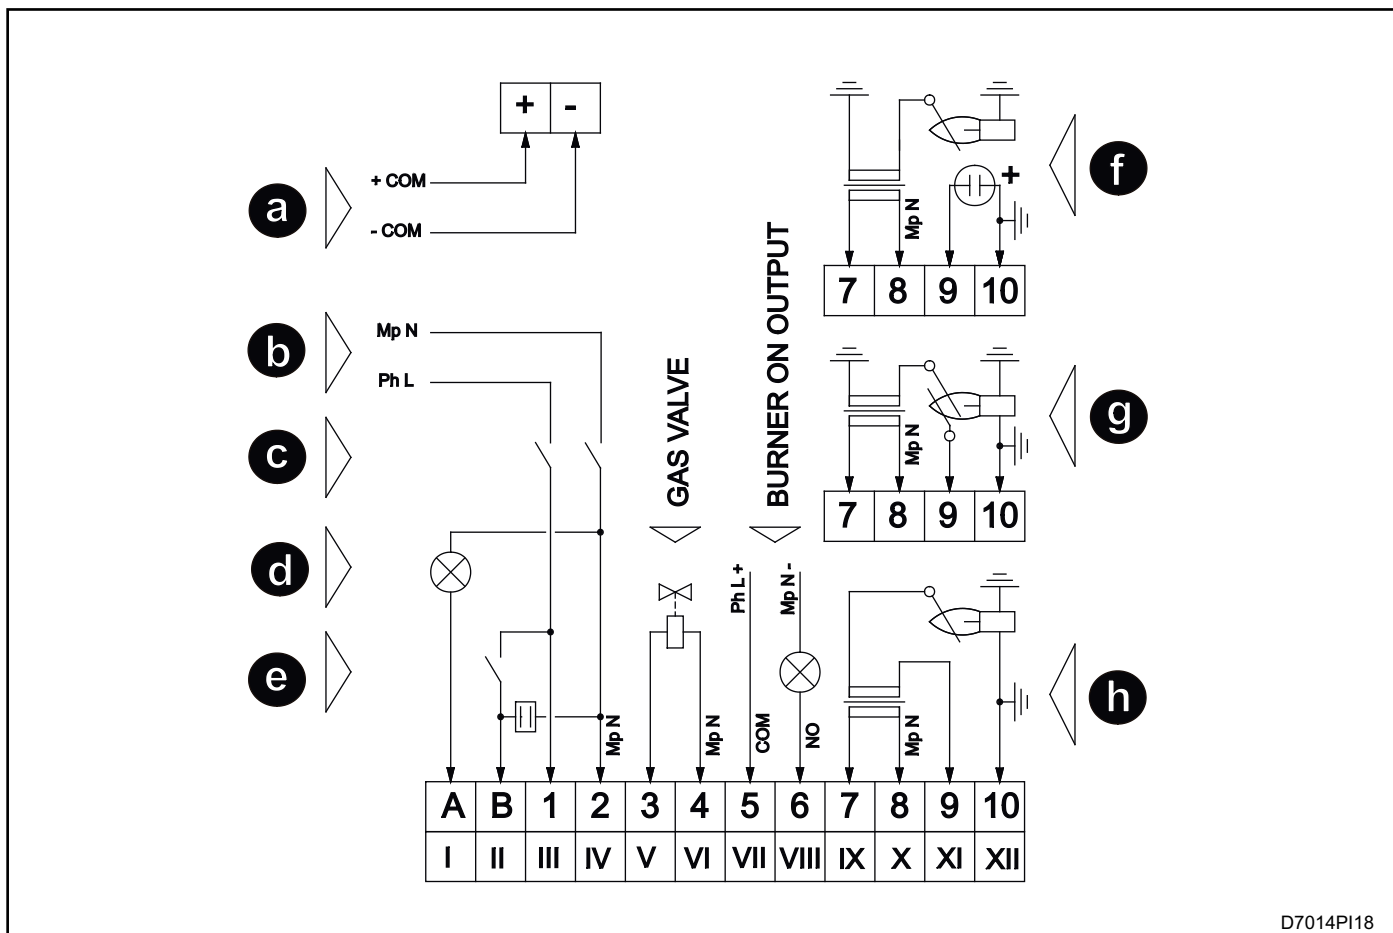 + -
a
+ COM
- COM
b
Mp N
Ph L
c
d
e
Mp N
GAS VALVE
Mp N
BURNER ON OUTPUT
Ph L +
COM
Mp N -
NO
+
Mp N
7 8 9 10
f
Mp N
7 8 9 10
g
Mp N
h
A B 1 2 3 4 5 6 7 8 9 10
I II III IV V VI VII VIII IX X XI XII
D7014PI18